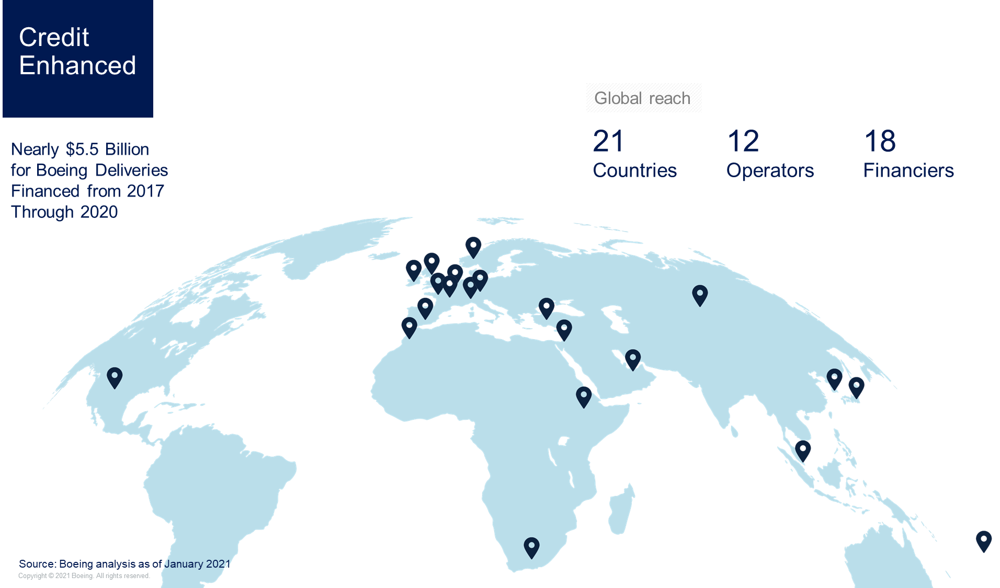 Credit
Enhanced
Nearly $5.5 Billion
for Boeing Deliveries
Financed from 2017
Through 2020
Global reach
21
Countries
12
Operators
18
Financiers
Source: Boeing analysis as of January 2021
Copyright © 2021 Boeing. All rights reserved.